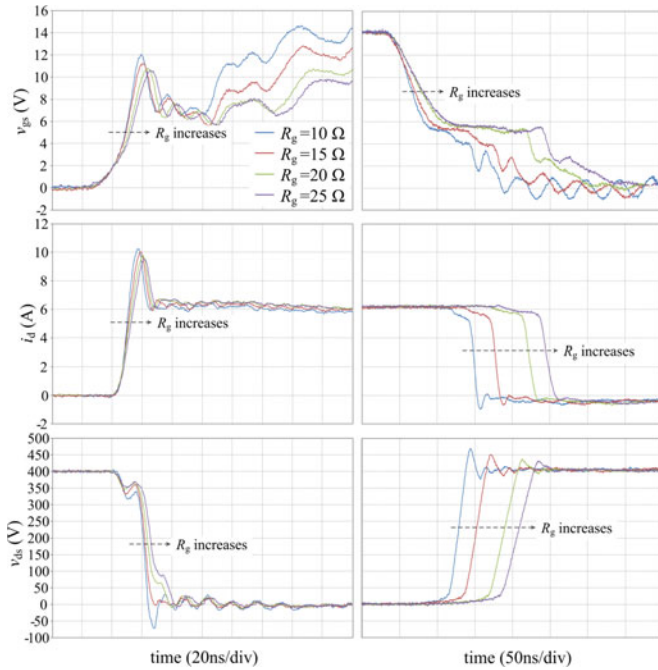 16
14
12
10
8
6
4
2
0
-2
v_gs (V)
R_g increases
R_g=10 Ω
R_g=15 Ω
R_g=20 Ω
R_g=25 Ω
R_g increases
12
10
8
6
4
2
0
-2
i_d (A)
R_g increases
R_g increases
500
450
400
350
300
250
200
150
100
50
0
-50
-100
v_ds (V)
R_g increases
R_g increases
time (20ns/div)
time (50ns/div)